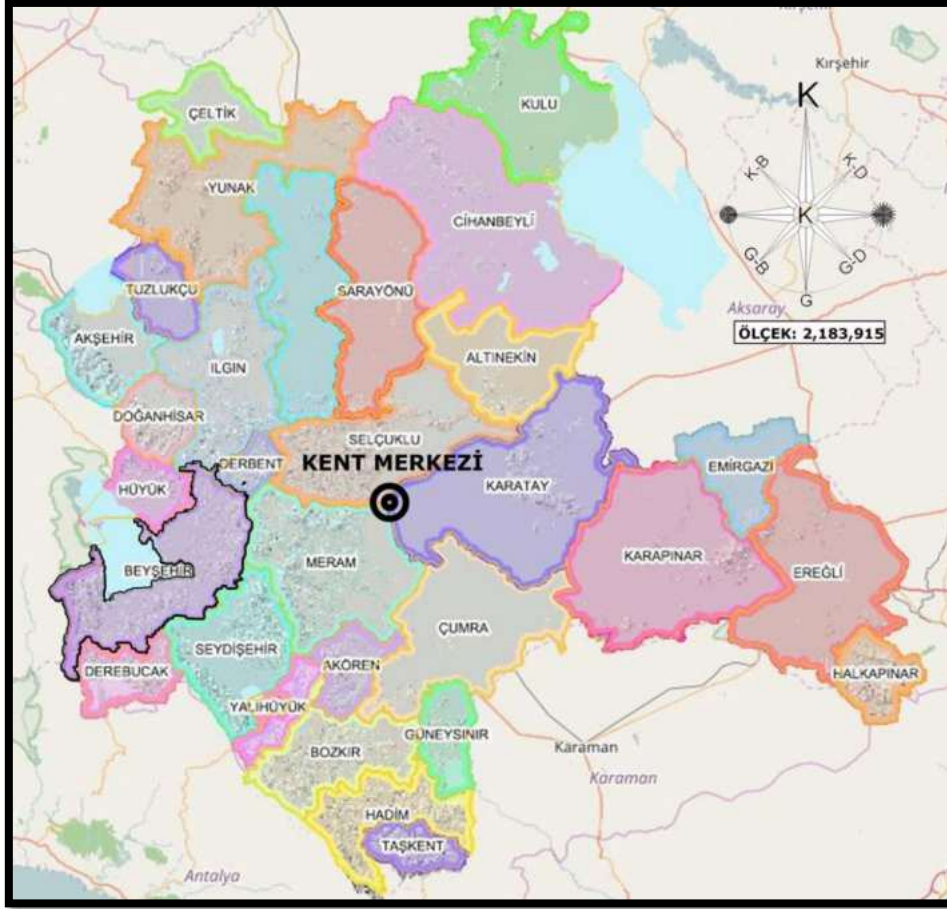 Kırşehir
KULU
Kırşehir
ÇELTİK
K
K-B
K-D
YUNAK
CİHANBEYLİ
K
G-B
G-D
G
TUZLUKÇU
SARAYÖNÜ
Aksaray
ÖLÇEK: 2,183,915
AKŞEHİR
ALTINEKİN
ILGIN
DOĞANHİSAR
SELÇUKLU
DERBENT
KENT MERKEZİ
EMİRGAZİ
HÜYÜK
KARATAY
KARAPINAR
MERAM
BEYŞEHİR
EREĞLİ
ÇUMRA
SEYDİŞEHİR
AKÖREN
DEREBUCAK
HALKAPINAR
YALIHÜYÜK
GÜNEYSINIR
BOZKIR
Karaman
Karaman
HADİM
TAŞKENT
Antalya